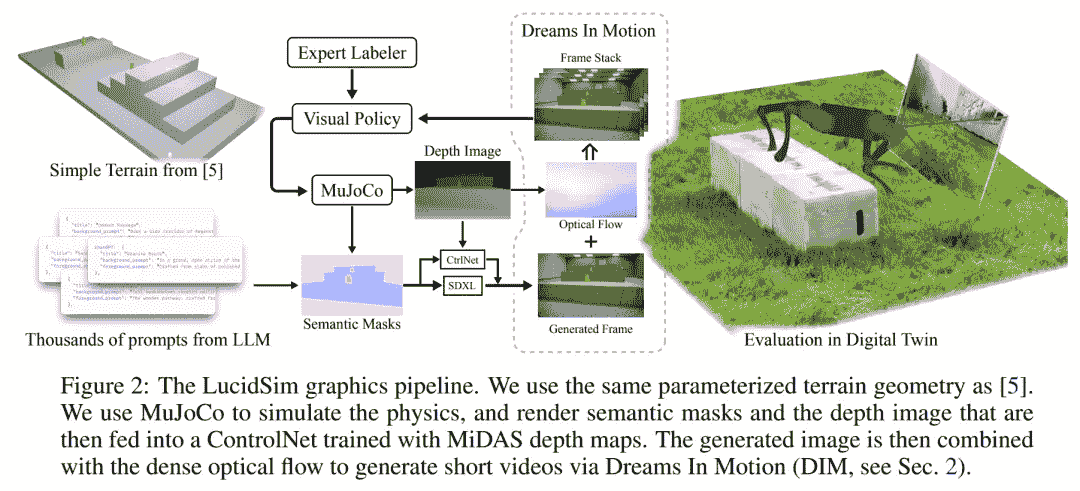 Dreams In Motion
Expert Labeler
Frame Stack
Visual Policy
Simple Terrain from [5]
Depth Image
MuJoCo
Optical Flow
+
CtrlNet
SDXL
Semantic Masks
Generated Frame
Thousands of prompts from LLM
Evaluation in Digital Twin
Figure 2: The LucidSim graphics pipeline. We use the same parameterized terrain geometry as [5].
We use MuJoCo to simulate the physics, and render semantic masks and the depth image that are
then fed into a ControlNet trained with MiDAS depth maps. The generated image is then combined
with the dense optical flow to generate short videos via Dreams In Motion (DIM, see Sec. 2).